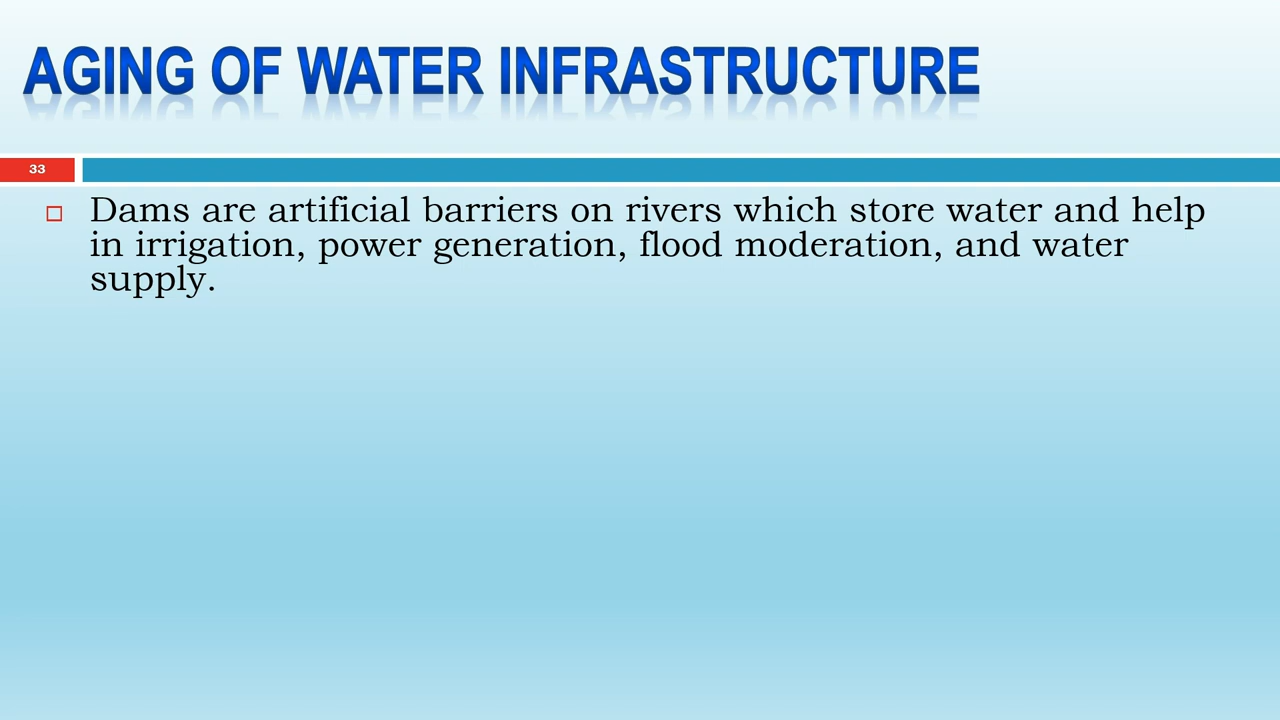 AGING OF WATER INFRASTRUCTURE
33
Dams are artificial barriers on rivers which store water and help
in irrigation, power generation, flood moderation, and water
supply.